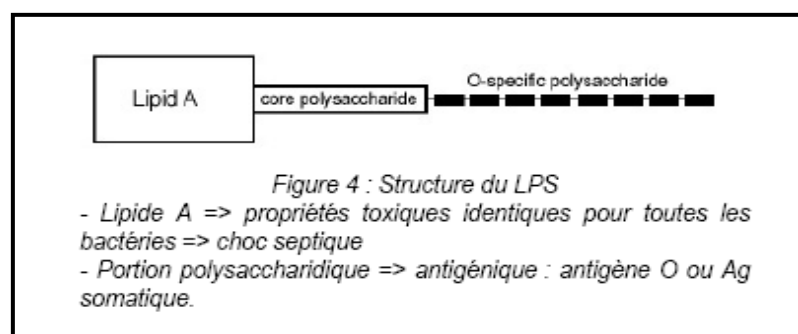 O-specific polysaccharide
Lipid A
core polysaccharide
Figure 4 : Structure du LPS
- Lipide A => propriétés toxiques identiques pour toutes les
bactéries => choc septique
- Portion polysaccharidique => antigénique : antigène O ou Ag
somatique.